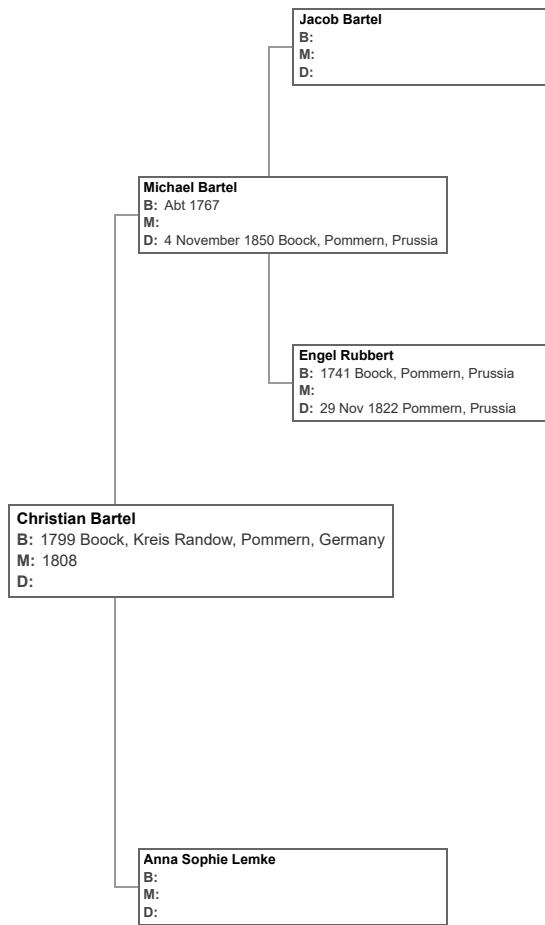 Jacob Bartel
B:
M:
D:
Michael Bartel
B: Abt 1767
M:
D: 4 November 1850 Boock, Pommern, Prussia
Engel Rubbert
B: 1741 Boock, Pommern, Prussia
M:
D: 29 Nov 1822 Pommern, Prussia
Christian Bartel
B: 1799 Boock, Kreis Randow, Pommern, Germany
M: 1808
D:
Anna Sophie Lemke
B:
M:
D: